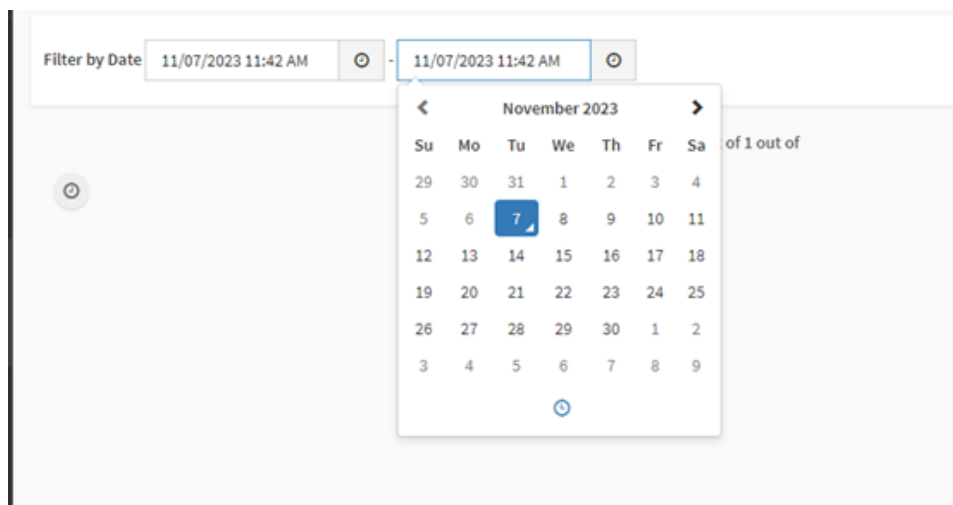 Filter by Date 11/07/2023 11:42 AM - 11/07/2023 11:42 AM
November 2023
Su Mo Tu We Th Fr Sa
of 1 out of
29 30 31 1 2 3 4
5 6 7 8 9 10 11
12 13 14 15 16 17 18
19 20 21 22 23 24 25
26 27 28 29 30 1 2
3 4 5 6 7 8 9